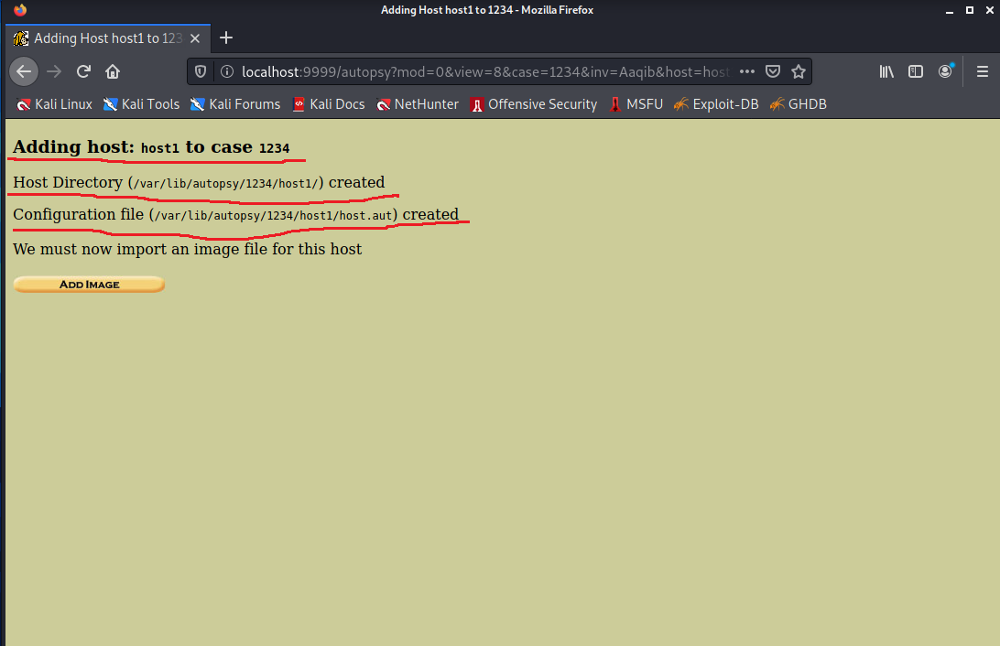 Adding Host host1 to 1234 - Mozilla Firefox
Adding Host host1 to 123
localhost:9999/autopsy?mod=0&view=8&case=1234&inv=Aaqib&host=host
Kali Linux Kali Tools Kali Forums Kali Docs NetHunter Offensive Security MSFU Exploit-DB GHDB
Adding host: host1 to case 1234
Host Directory (/var/lib/autopsy/1234/host1/) created
Configuration file (/var/lib/autopsy/1234/host1/host.aut) created
We must now import an image file for this host
ADD IMAGE